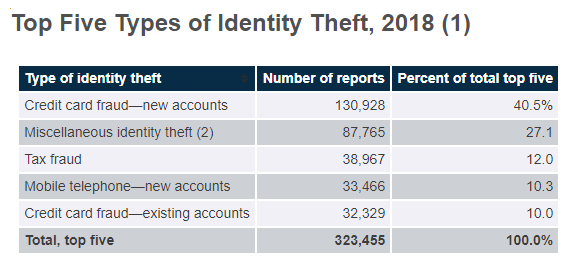 Top Five Types of Identity Theft, 2018 (1)
Type of identity theft Number of reports Percent of total top five
Credit card fraud—new accounts 130,928 40.5%
Miscellaneous identity theft (2) 87,765 27.1
Tax fraud 38,967 12.0
Mobile telephone—new accounts 33,466 10.3
Credit card fraud—existing accounts 32,329 10.0
Total, top five 323,455 100.0%